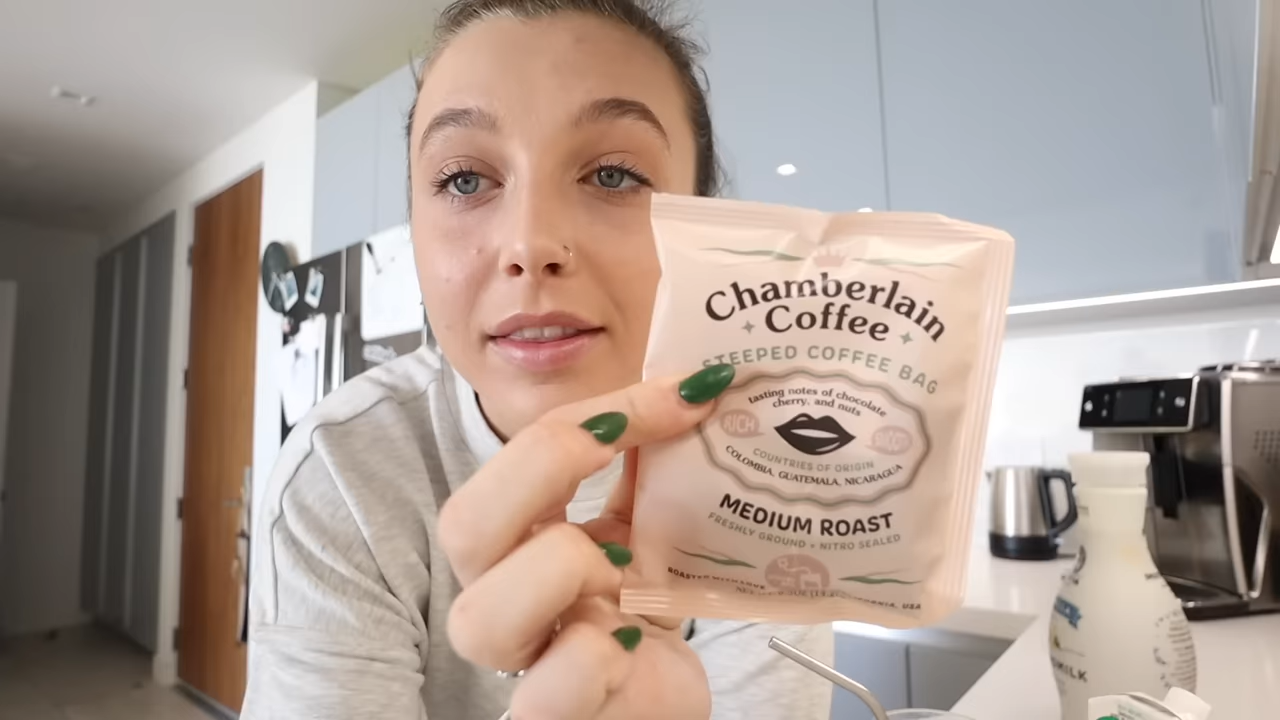 Chamberlain
Coffee
STEEPED COFFEE BAG
tasting notes of chocolate
cherry, and nuts
RICH
COUNTRIES OF ORIGIN
COLOMBIA, GUATEMALA, NICARAGUA
MEDIUM ROAST
FRESHLY GROUND + NITRO SEALED